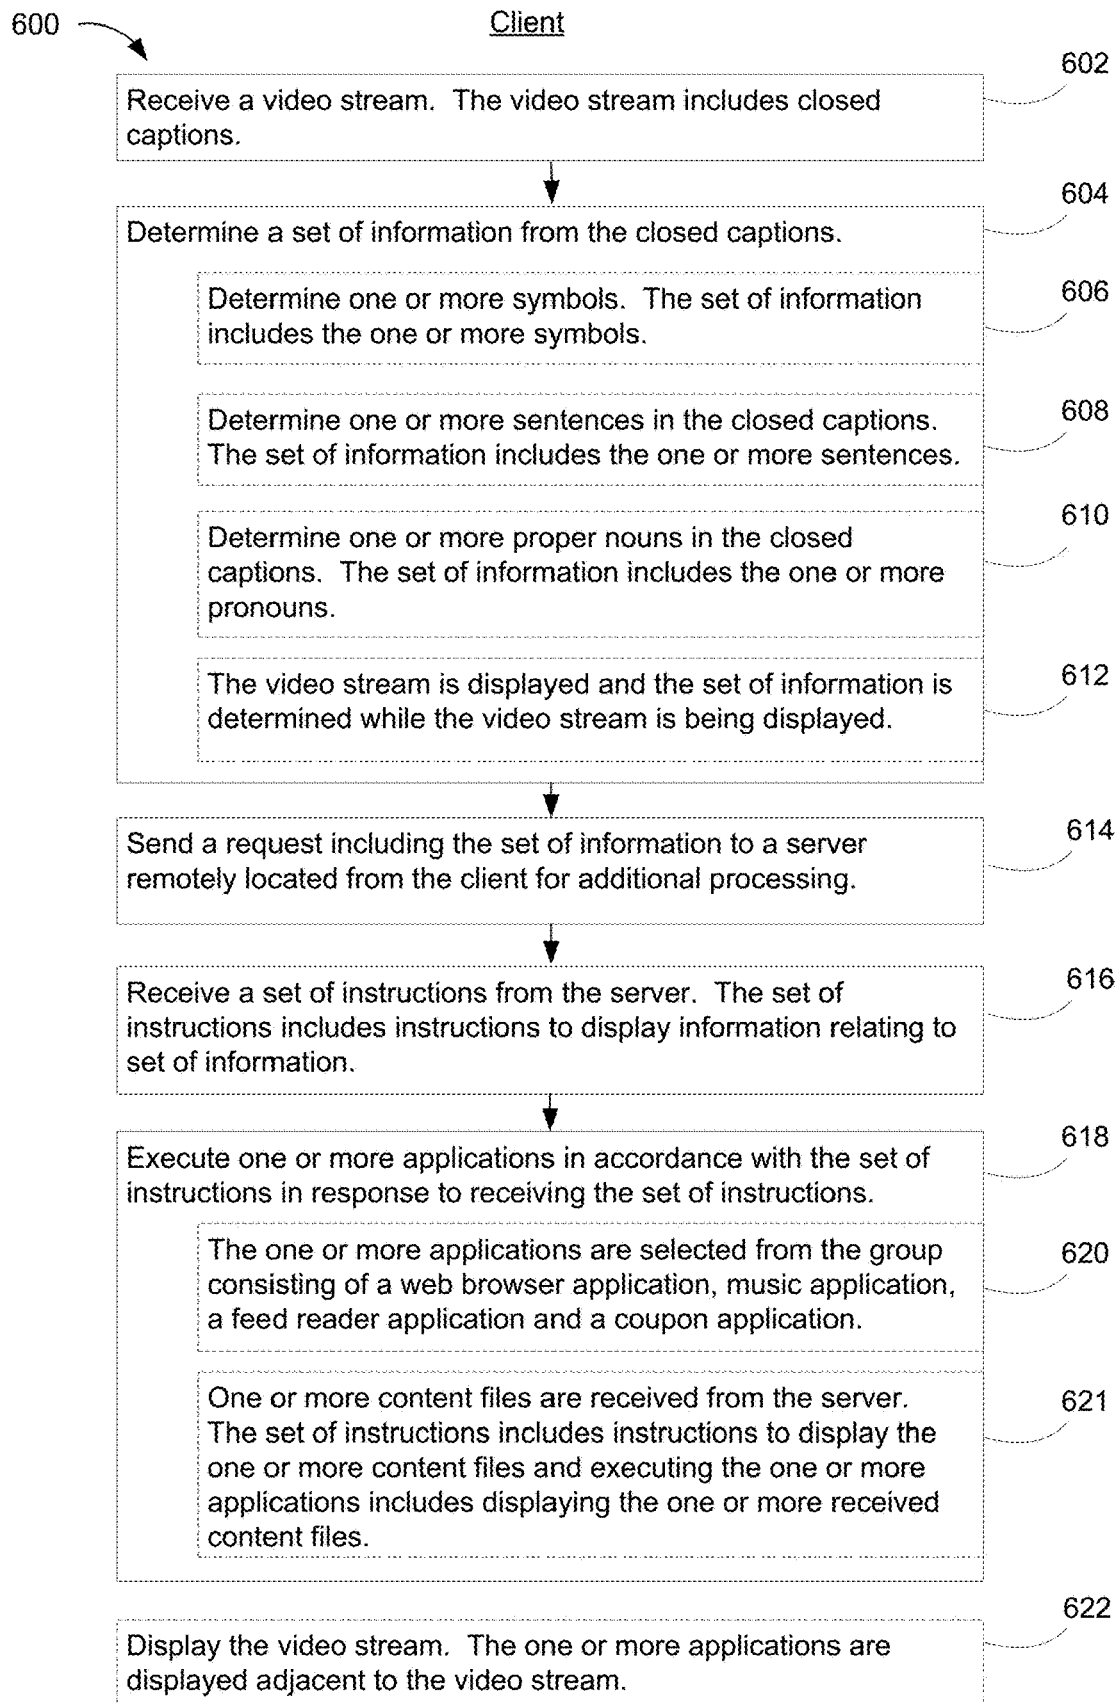 600
Client
602
Receive a video stream. The video stream includes closed
captions.
604
Determine a set of information from the closed captions.
606
Determine one or more symbols. The set of information
includes the one or more symbols.
608
Determine one or more sentences in the closed captions.
The set of information includes the one or more sentences.
610
Determine one or more proper nouns in the closed
captions. The set of information includes the one or more
pronouns.
612
The video stream is displayed and the set of information is
determined while the video stream is being displayed.
614
Send a request including the set of information to a server
remotely located from the client for additional processing.
616
Receive a set of instructions from the server. The set of
instructions includes instructions to display information relating to
set of information.
618
Execute one or more applications in accordance with the set of
instructions in response to receiving the set of instructions.
620
The one or more applications are selected from the group
consisting of a web browser application, music application,
a feed reader application and a coupon application.
621
One or more content files are received from the server.
The set of instructions includes instructions to display the
one or more content files and executing the one or more
applications includes displaying the one or more received
content files.
622
Display the video stream. The one or more applications are
displayed adjacent to the video stream.